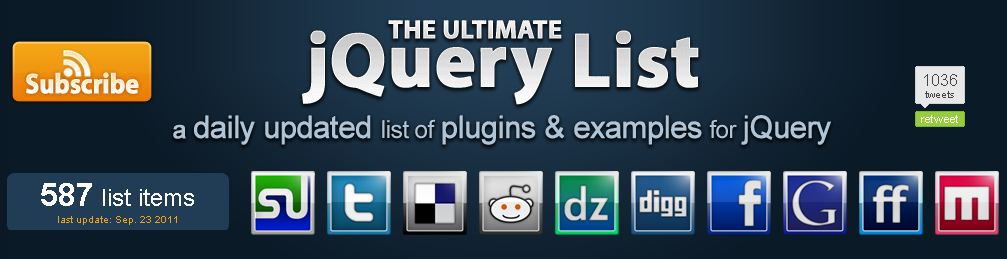 THE ULTIMATE
jQuery List
Subscribe
1036
tweets
retweet
a daily updated list of plugins & examples for jQuery
587 list items
last update: Sep. 23 2011
SU
t
dz
digg
f
G
ff
m